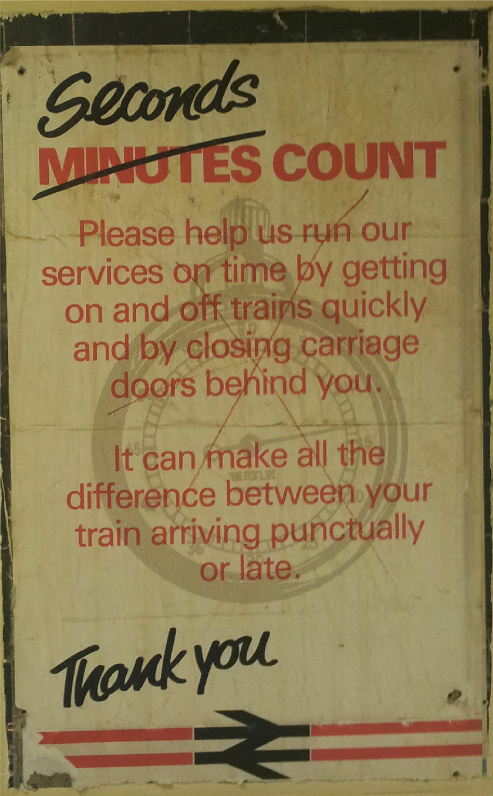 Seconds
MINUTES COUNT
Please help us run our
services on time by getting
on and off trains quickly
and by closing carriage
doors behind you.
It can make all the
difference between your
train arriving punctually
or late.
Thank you